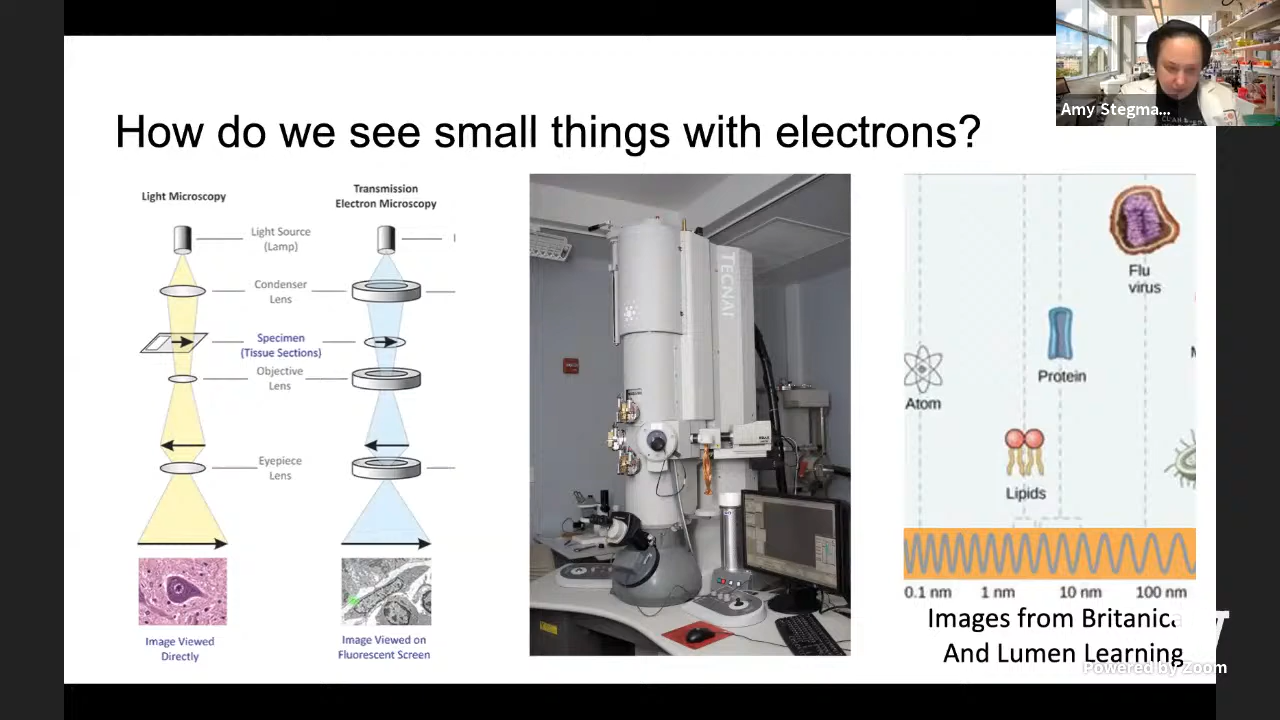 Amy Stegma...
How do we see small things with electrons?
Light Microscopy
Transmission
Electron Microscopy
Light Source
(Lamp)
Condenser
Lens
Specimen
(Tissue Sections)
Objective
Lens
Eyepiece
Lens
Image Viewed
Directly
Image Viewed on
Fluorescent Screen
TECNAI
Flu
virus
Protein
Atom
Lipids
0.1 nm
1 nm
10 nm
100 nm
Images from Britanica
And Lumen Learning
Powered by Zoom